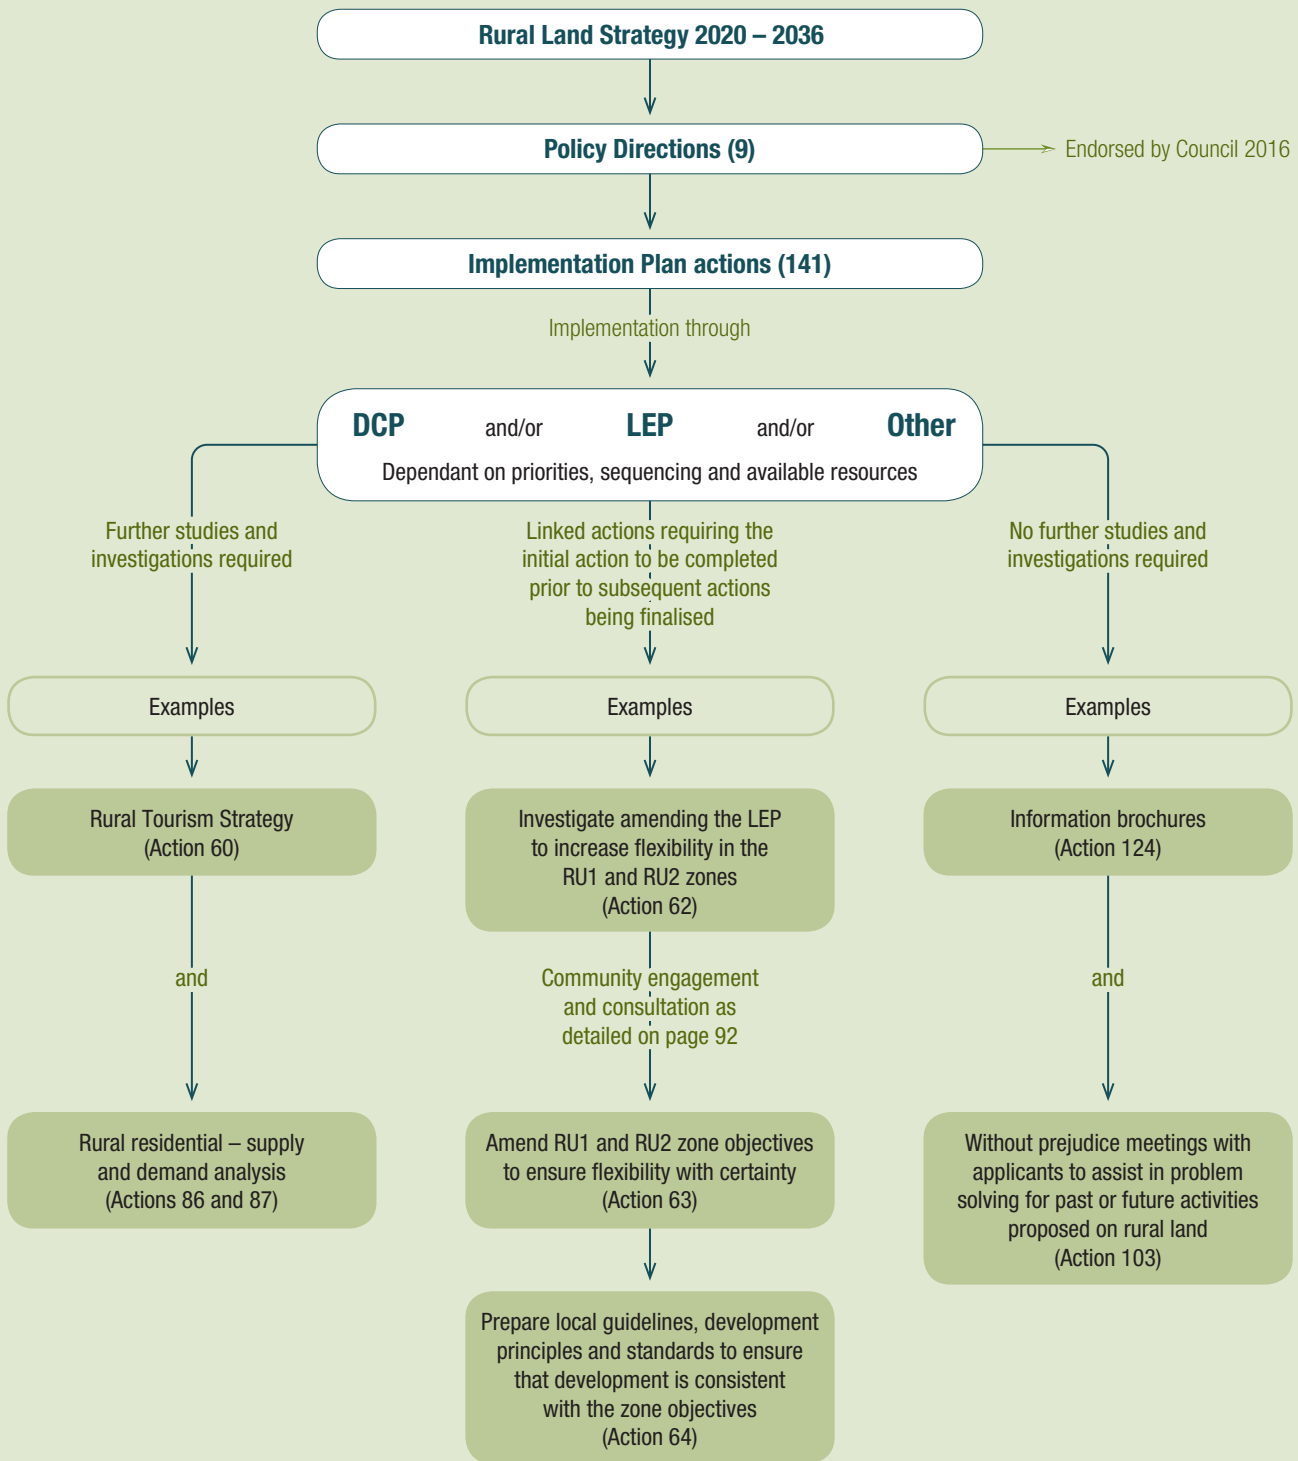 Rural Land Strategy 2020 – 2036
Policy Directions (9)
Endorsed by Council 2016
Implementation Plan actions (141)
Implementation through
DCP and/or LEP and/or Other
Dependant on priorities, sequencing and available resources
Further studies and
investigations required
Linked actions requiring the
initial action to be completed
prior to subsequent actions
being finalised
No further studies and
investigations required
Examples
Examples
Examples
Rural Tourism Strategy
(Action 60)
Investigate amending the LEP
to increase flexibility in the
RU1 and RU2 zones
(Action 62)
Information brochures
(Action 124)
and
Community engagement
and consultation as
detailed on page 92
and
Rural residential – supply
and demand analysis
(Actions 86 and 87)
Amend RU1 and RU2 zone objectives
to ensure flexibility with certainty
(Action 63)
Without prejudice meetings with
applicants to assist in problem
solving for past or future activities
proposed on rural land
(Action 103)
Prepare local guidelines, development
principles and standards to ensure
that development is consistent
with the zone objectives
(Action 64)